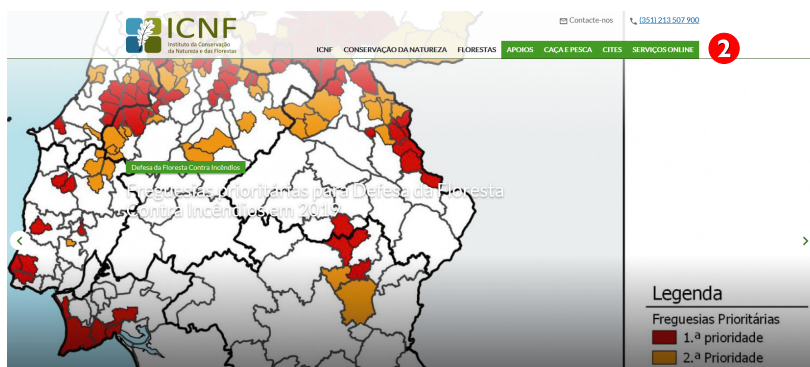 ICNF
Instituto da Conservação
da Natureza e das Florestas
Contacte-nos
(351) 213 507 900
ICNF CONSERVAÇÃO DA NATUREZA FLORESTAS APOIOS CAÇA E PESCA CITES SERVIÇOS ONLINE
2
Defesa da Floresta Contra Incêndios
Freguesias prioritárias para Defesa da Floresta
Contra Incêndios em 2019
Legenda
Freguesias Prioritárias
1.ª prioridade
2.ª Prioridade